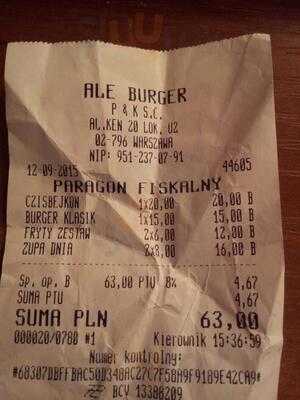 ALE BURGER
P & K S.C.
AL.KEN 20 LOK. U2
02-796 WARSZAWA
NIP: 951-237-07-91
12-09-2015 44605
PARAGON FISKALNY
CZISBEJKON 1x20,00 20,00 B
BURGER KLASIK 1x15,00 15,00 B
FRYTY ZESTAW 2x6,00 12,00 B
ZUPA DNIA 2x8,00 16,00 B
Sp. op. B 63,00 PTU 8% 4,67
SUMA PTU 4,67
SUMA PLN 63,00
000020/0780 #1 Kierownik 15:36:59
Numer kontrolny:
BCV 13388209